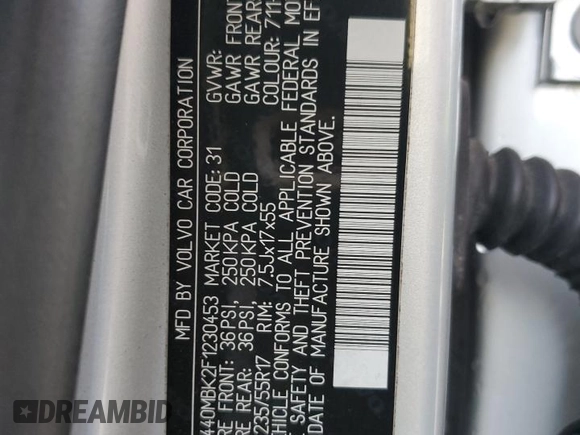 MFD BY VOLVO CAR CORPORATION
440MBK2F1230453 MARKET CODE: 31 GVWR:
RE FRONT: 36PSI, 250KPA COLD GAWR FRONT
RE REAR: 36PSI, 250KPA COLD GAWR REAR
235/55R17 RIM: 7.5Jx17x55 COLOUR: 711
HICLE CONFORMS TO ALL APPLICABLE FEDERAL MO
SAFETY AND THEFT PREVENTION STANDARDS IN EF
DATE OF MANUFACTURE SHOWN ABOVE.
DREAMBID